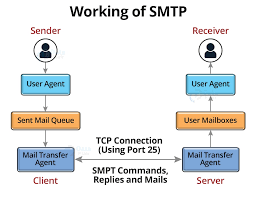 Working of SMTP
Sender
Receiver
User Agent
User Agent
Sent Mail Queue
User Mailboxes
TCP Connection
(Using Port 25)
Mail Transfer
Agent
Mail Transfer
Agent
SMPT Commands,
Replies and Mails
Client
Server